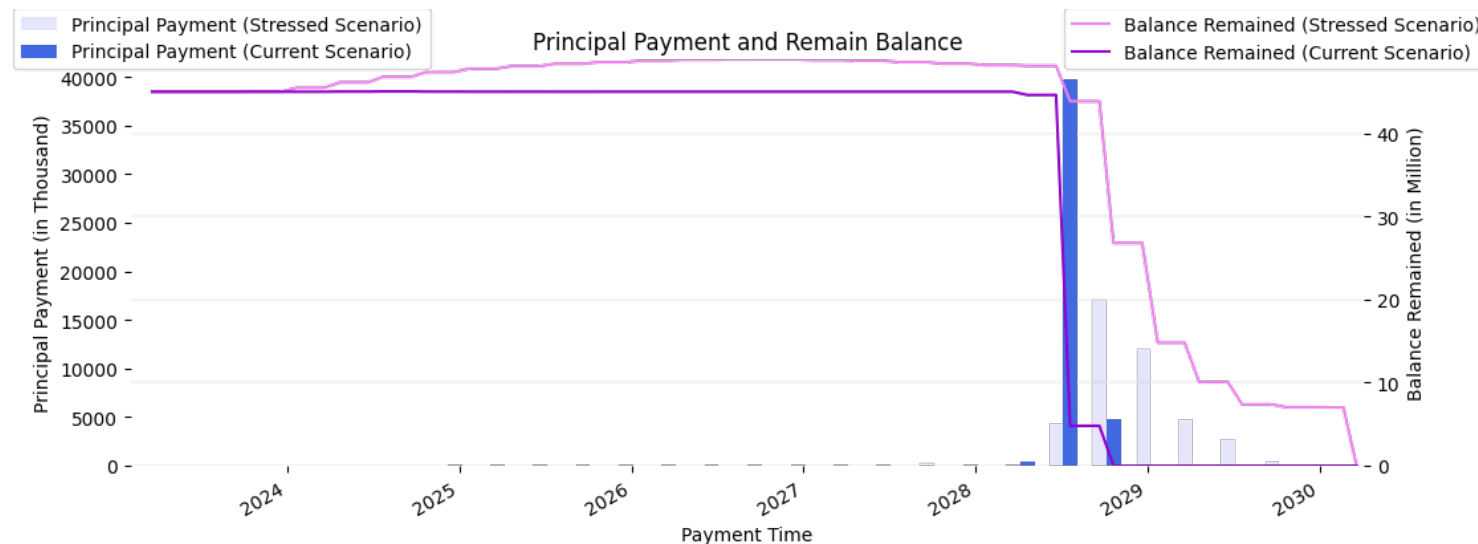 Principal Payment (Stressed Scenario)
Principal Payment (Current Scenario)
Principal Payment and Remain Balance
Balance Remained (Stressed Scenario)
Balance Remained (Current Scenario)
Principal Payment (in Thousand)
40000
35000
30000
25000
20000
15000
10000
5000
0
Balance Remained (in Million)
40
30
20
10
0
2024
2025
2026
2027
2028
2029
2030
Payment Time